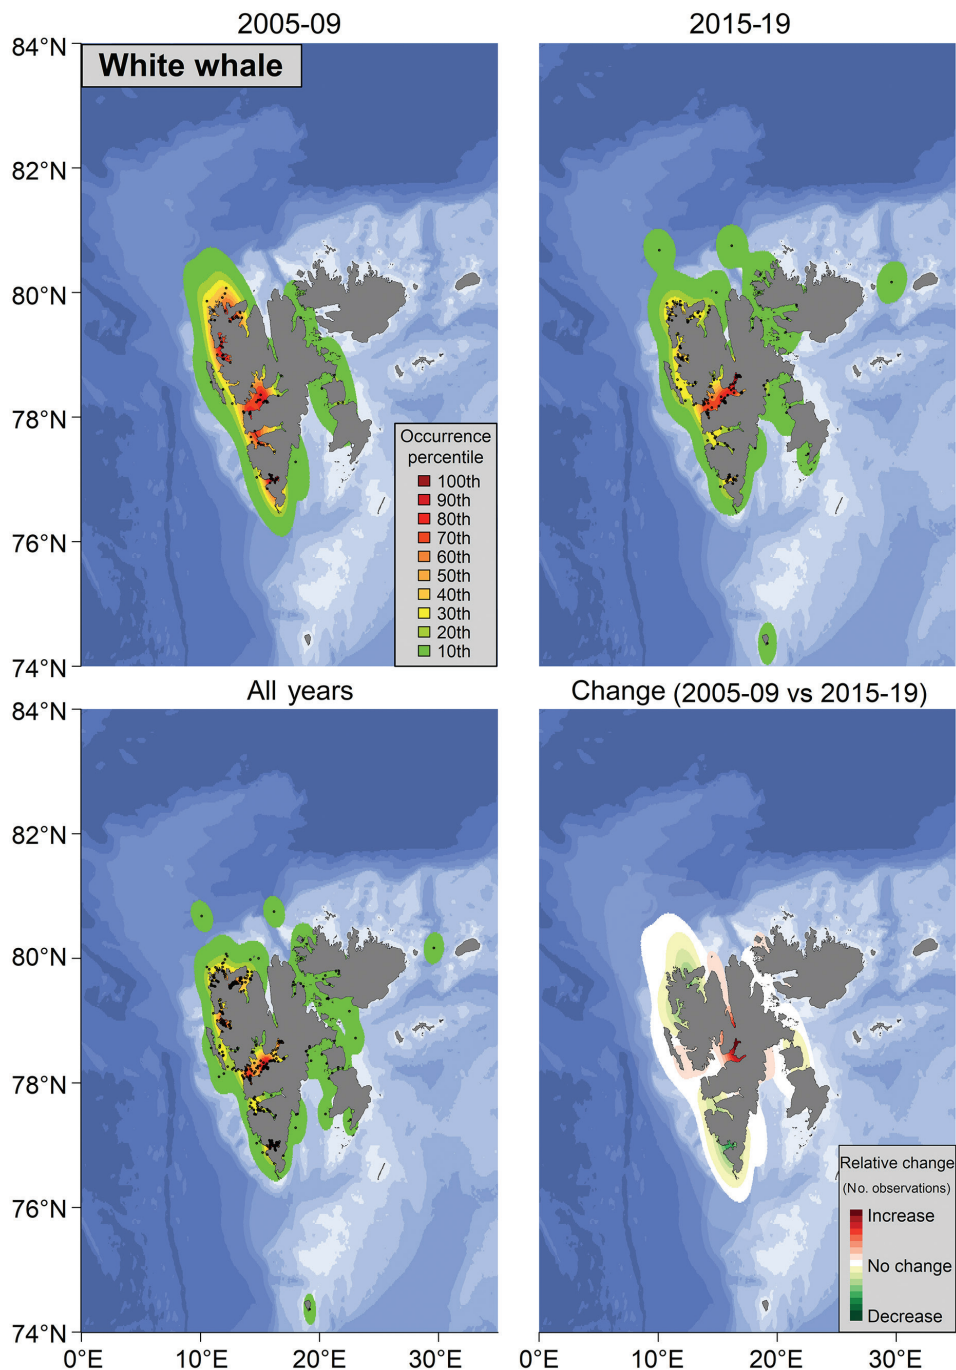 2005-09
2015-19
84°N
White whale
82°N
80°N
78°N
76°N
74°N
Occurrence
percentile
100th
90th
80th
70th
60th
50th
40th
30th
20th
10th
All years
Change (2005-09 vs 2015-19)
84°N
82°N
80°N
78°N
76°N
74°N
Relative change
(No. observations)
Increase
No change
Decrease
0°E
10°E
20°E
30°E
0°E
10°E
20°E
30°E